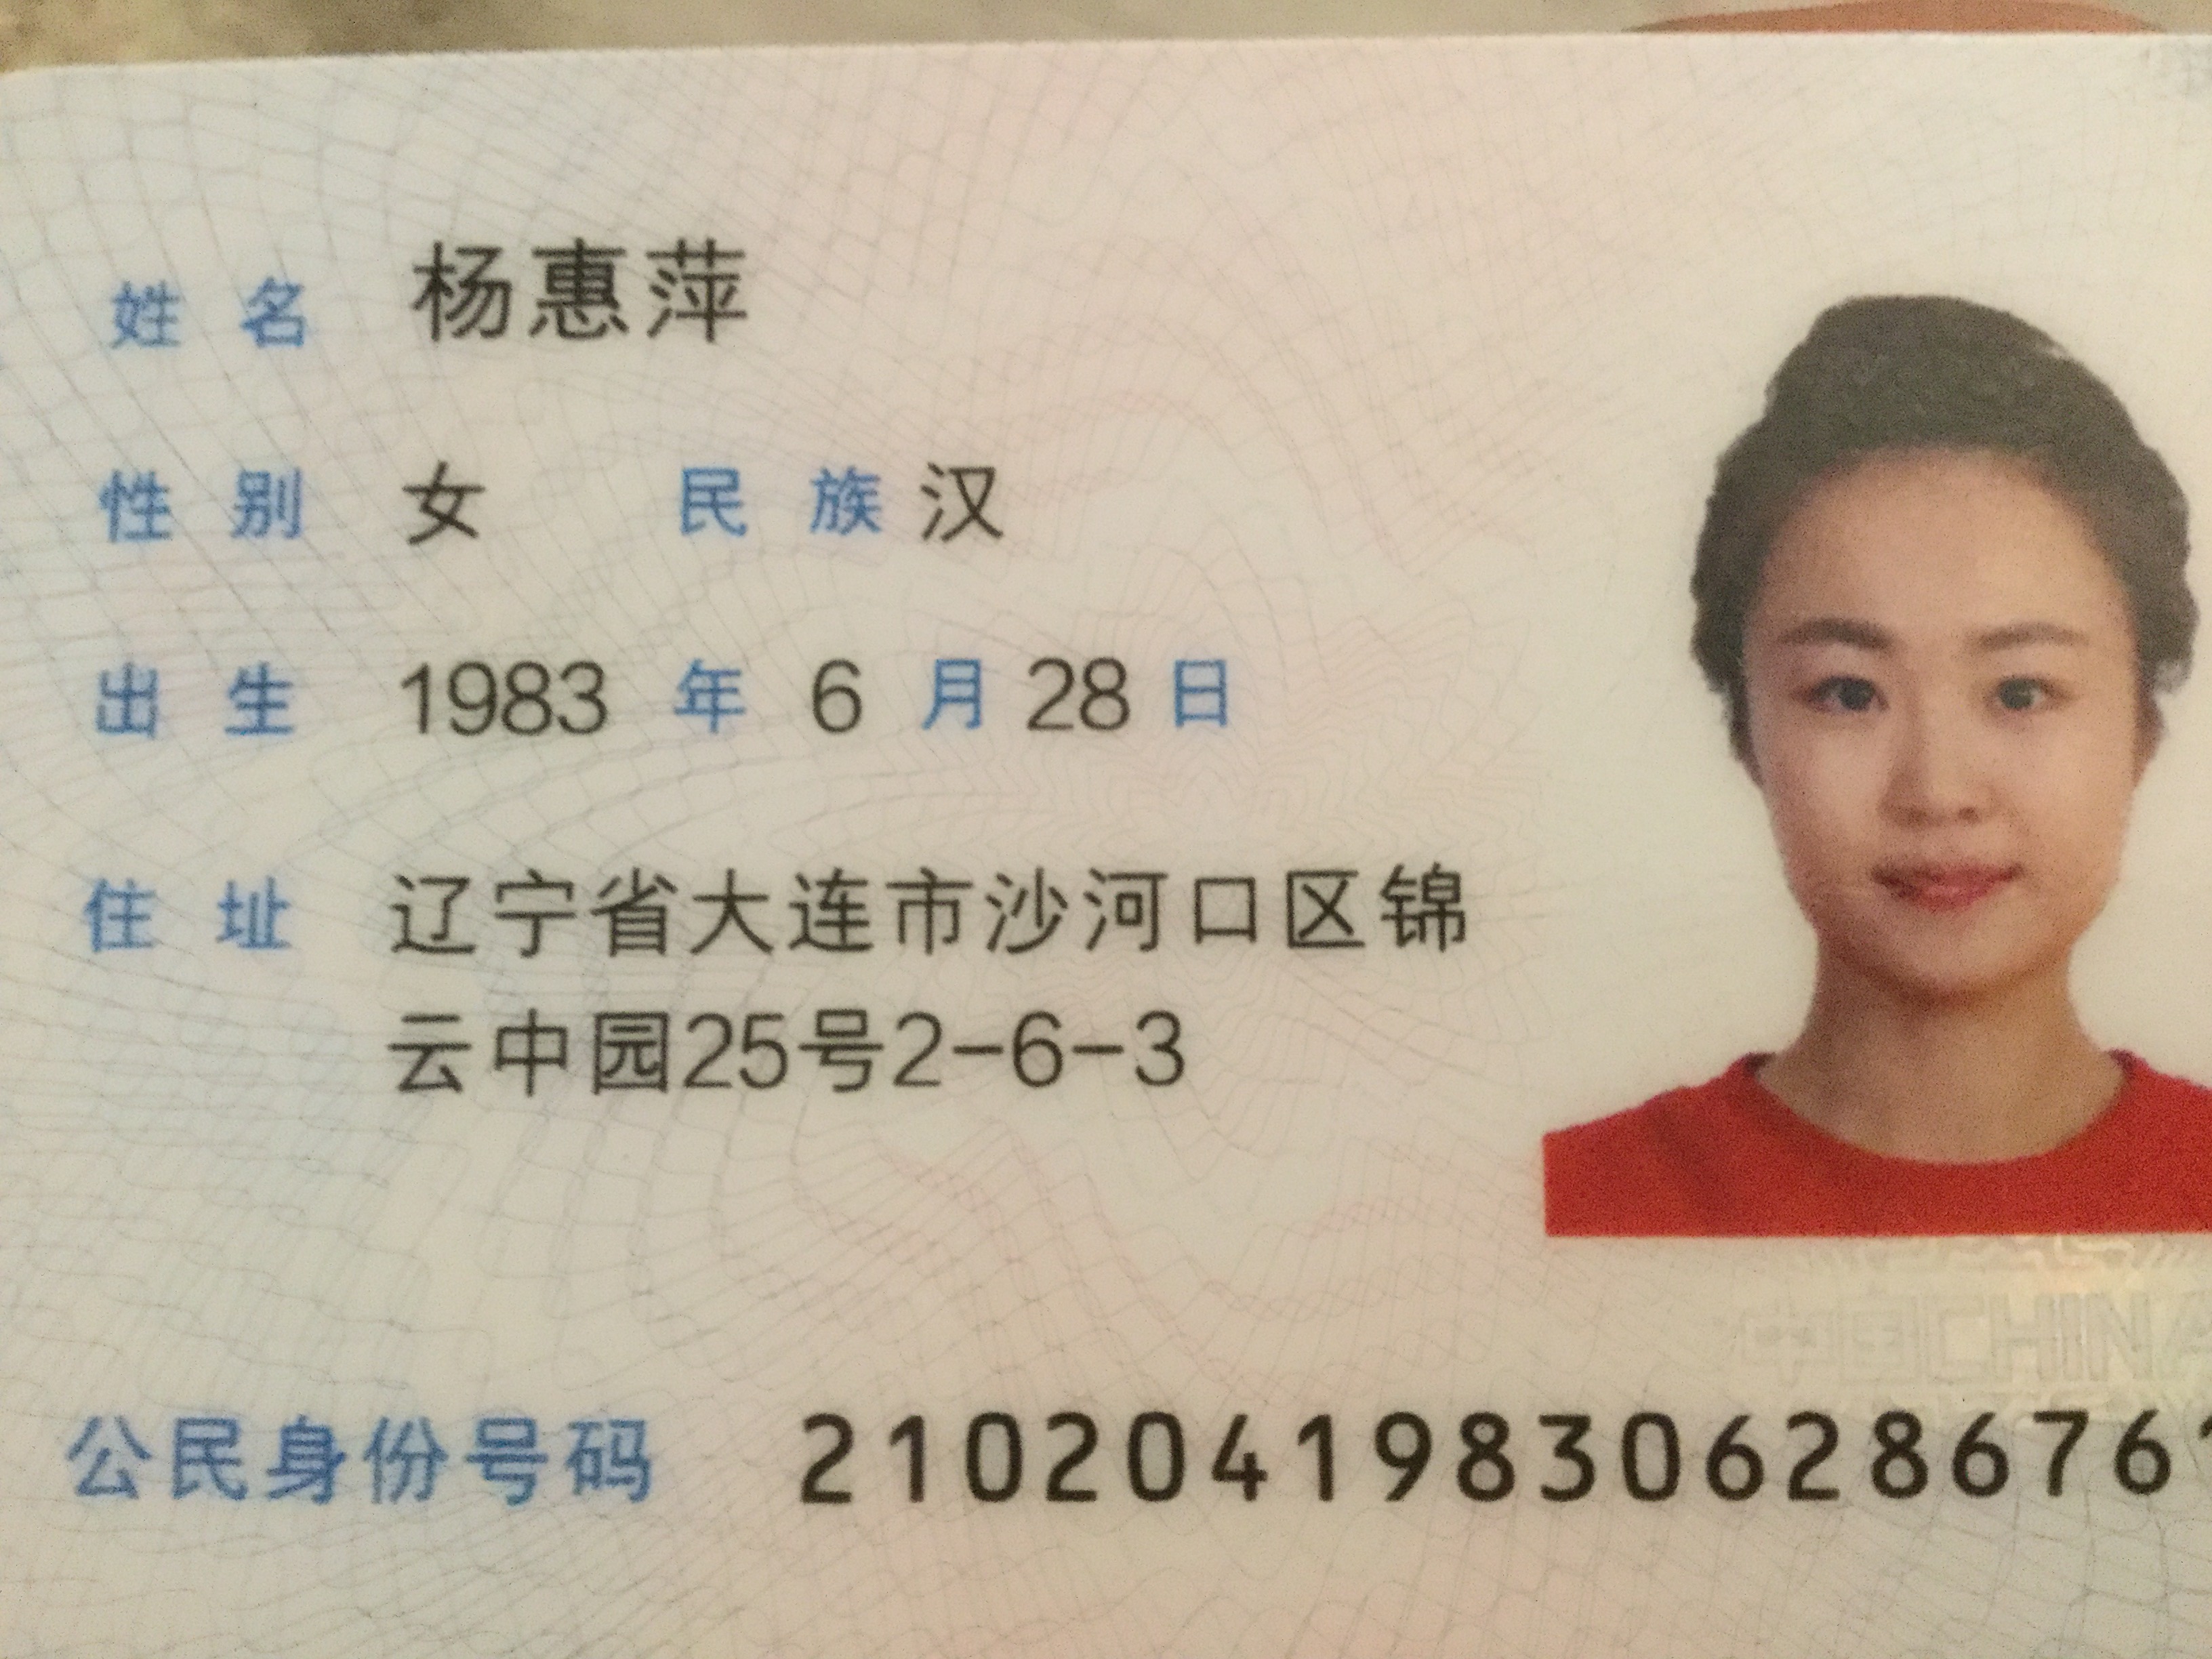 姓名 杨惠萍
性别 女 民族 汉
出生 1983 年 6 月 28 日
住址 辽宁省大连市沙河口区锦
云中园25号2-6-3
中国CHINA
公民身份号码 21020419830628676